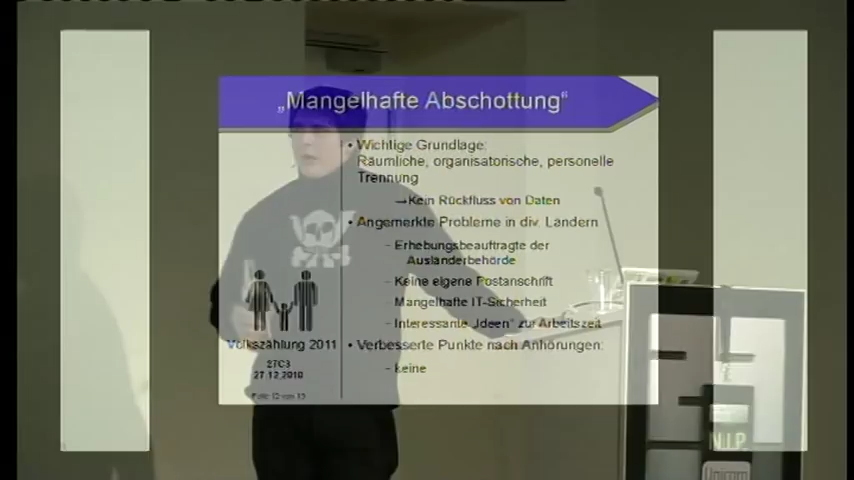 „Mangelhafte Abschottung“
• Wichtige Grundlage:
Räumliche, organisatorische, personelle
Trennung
→Kein Rückfluss von Daten
• Angemerkte Probleme in div. Ländern
- Erhebungsbeauftragte der
Ausländerbehörde
- Keine eigene Postanschrift
- Mangelhafte IT-Sicherheit
- Interessante „Ideen“ zur Arbeitszeit
• Verbesserte Punkte nach Anhörungen:
- keine
Volkszählung 2011
27C3
27.12.2010
N.I.P.
Unicorn